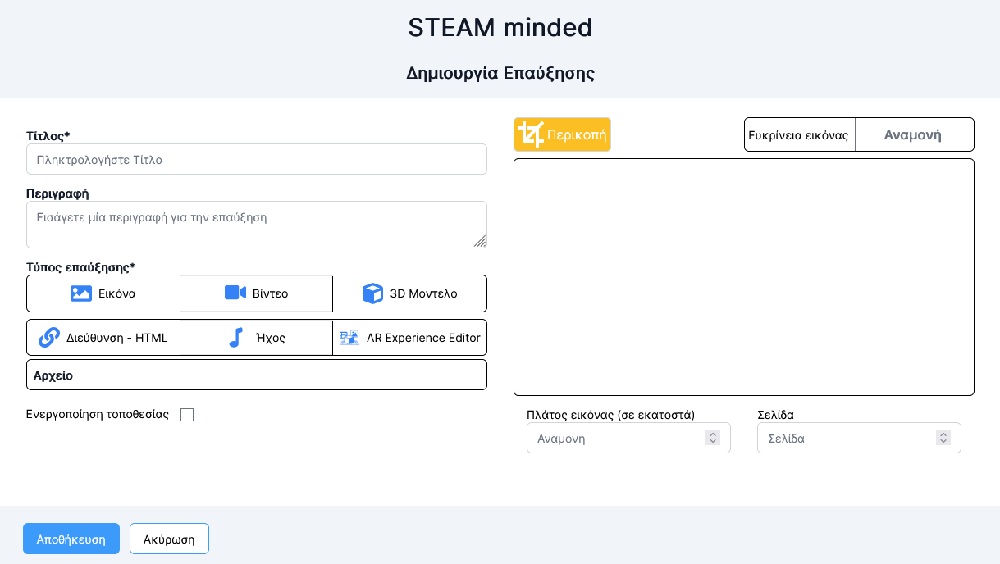 STEAM minded
Δημιουργία Επαύξησης
Τίτλος*
Πληκτρολογήστε Τίτλο
Περιγραφή
Εισάγετε μία περιγραφή για την επαύξηση
Τύπος επαύξησης*
Εικόνα
Βίντεο
3D Μοντέλο
Διεύθυνση - HTML
Ήχος
AR Experience Editor
Αρχείο
Ενεργοποίηση τοποθεσίας
Περικοπή
Ευκρίνεια εικόνας
Αναμονή
Πλάτος εικόνας (σε εκατοστά)
Αναμονή
Σελίδα
Σελίδα
Αποθήκευση
Ακύρωση